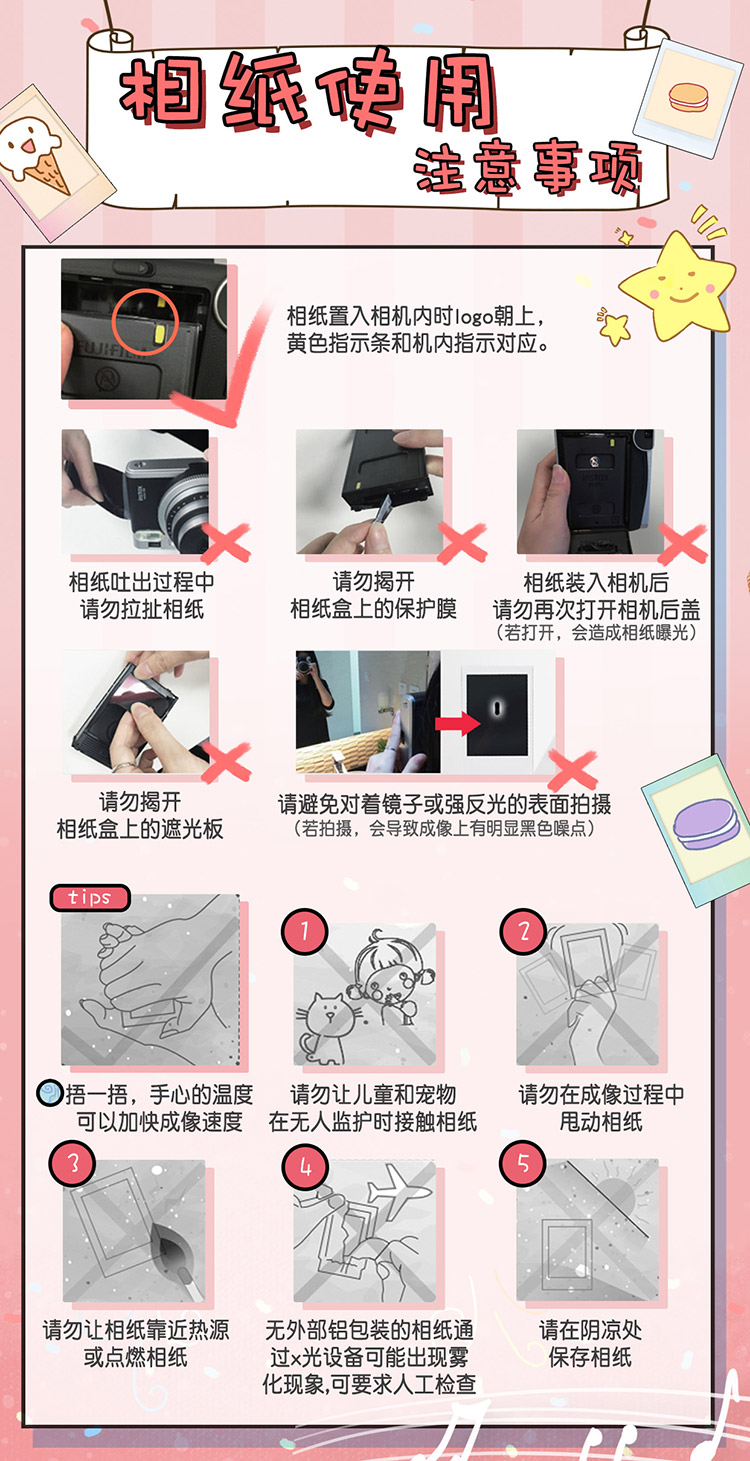 相纸使用
注意事项
FUJIFILM
相纸置入相机内时logo朝上，
黄色指示条和机内指示对应。
相纸吐出过程中
请勿拉扯相纸
请勿揭开
相纸盒上的保护膜
相纸装入相机后
请勿再次打开相机后盖
（若打开，会造成相纸曝光）
请勿揭开
相纸盒上的遮光板
请避免对着镜子或强反光的表面拍摄
（若拍摄，会导致成像上有明显黑色噪点）
tips
捂一捂，手心的温度
可以加快成像速度
1
请勿让儿童和宠物
在无人监护时接触相纸
2
请勿在成像过程中
甩动相纸
3
请勿让相纸靠近热源
或点燃相纸
4
无外部铝包装的相纸通
过x光设备可能出现雾
化现象,可要求人工检查
5
请在阴凉处
保存相纸